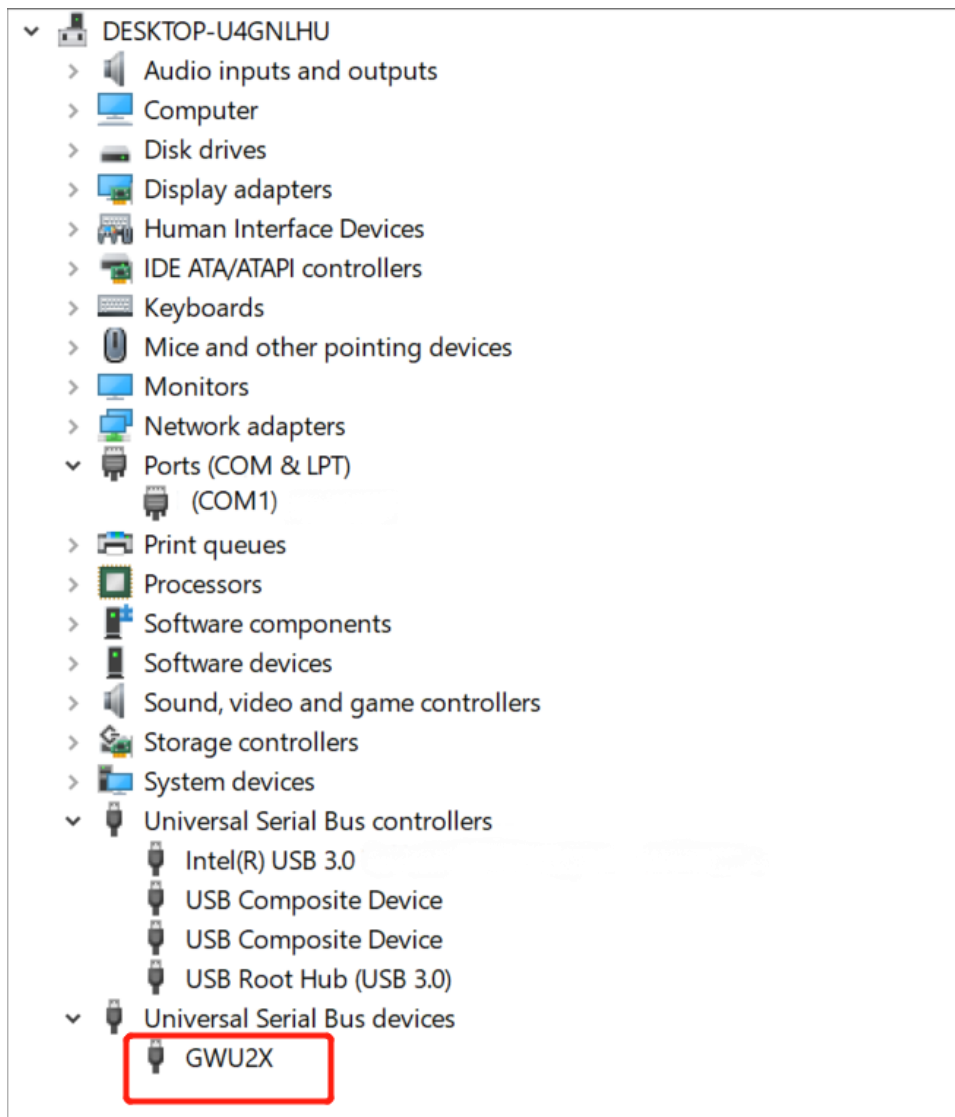 DESKTOP-U4GNLHU
Audio inputs and outputs
Computer
Disk drives
Display adapters
Human Interface Devices
IDE ATA/ATAPI controllers
Keyboards
Mice and other pointing devices
Monitors
Network adapters
Ports (COM & LPT)
(COM1)
Print queues
Processors
Software components
Software devices
Sound, video and game controllers
Storage controllers
System devices
Universal Serial Bus controllers
Intel(R) USB 3.0
USB Composite Device
USB Composite Device
USB Root Hub (USB 3.0)
Universal Serial Bus devices
GWU2X